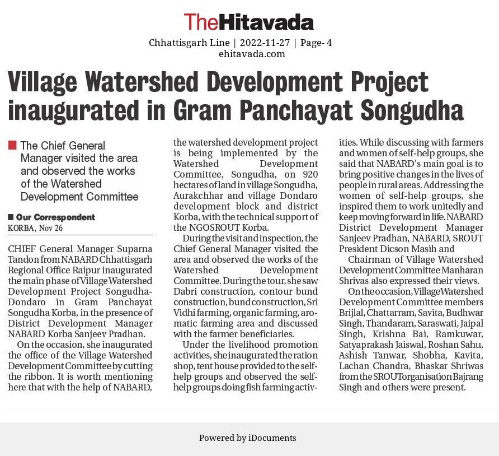 TheHitavada
Chhattisgarh Line | 2022-11-27 | Page- 4
ehitavada.com
Village Watershed Development Project
inaugurated in Gram Panchayat Songudha
■ The Chief General
Manager visited the area
and observed the works
of the Watershed
Development Committee
■ Our Correspondent
KORBA, Nov 26
CHIEF General Manager Suparna
Tandon from NABARD Chhattisgarh
Regional Office Raipur inaugurated
the main phase of Village Watershed
Development Project Songudha-
Dondaro in Gram Panchayat
Songudha Korba, in the presence of
District Development Manager
NABARD Korba Sanjeev Pradhan.
On the occasion, she inaugurated
the office of the Village Watershed
Development Committee by cutting
the ribbon. It is worth mentioning
here that with the help of NABARD,
the watershed development project
is being implemented by the
Watershed Development
Committee, Songudha, on 920
hectares of land in village Songudha,
Aurakchhar and village Dondaro
development block and district
Korba, with the technical support of
the NGOSROUT Korba.
During the visit and inspection, the
Chief General Manager visited the
area and observed the works of the
Watershed Development
Committee. During the tour, she saw
Dabri construction, contour bund
construction, bund construction, Sri
Vidhi farming, organic farming, aro-
matic farming area and discussed
with the farmer beneficiaries.
Under the livelihood promotion
activities, she inaugurated the ration
shop, tent house provided to the self-
help groups and observed the self-
help groups doing fish farming activ-
ities. While discussing with farmers
and women of self-help groups, she
said that NABARD's main goal is to
bring positive changes in the lives of
people in rural areas. Addressing the
women of self-help groups, she
inspired them to work unitedly and
keep moving forward in life. NABARD
District Development Manager
Sanjeev Pradhan, NABARD, SROUT
President Dicson Masih and
Chairman of Village Watershed
Development Committee Manharan
Shrivas also expressed their views.
On the occasion, Village Watershed
Development Committee members
Brijlal, Chattarram, Savita, Budhwar
Singh, Thandaram, Saraswati, Jaipal
Singh, Krishna Bai, Ramkuwar,
Satyaprakash Jaiswal, Roshan Sahu,
Ashish Tanwar, Shobha, Kavita,
Lachan Chandra, Bhaskar Shriwas
from the SROUT organisation Bajrang
Singh and others were present.
Powered by iDocuments